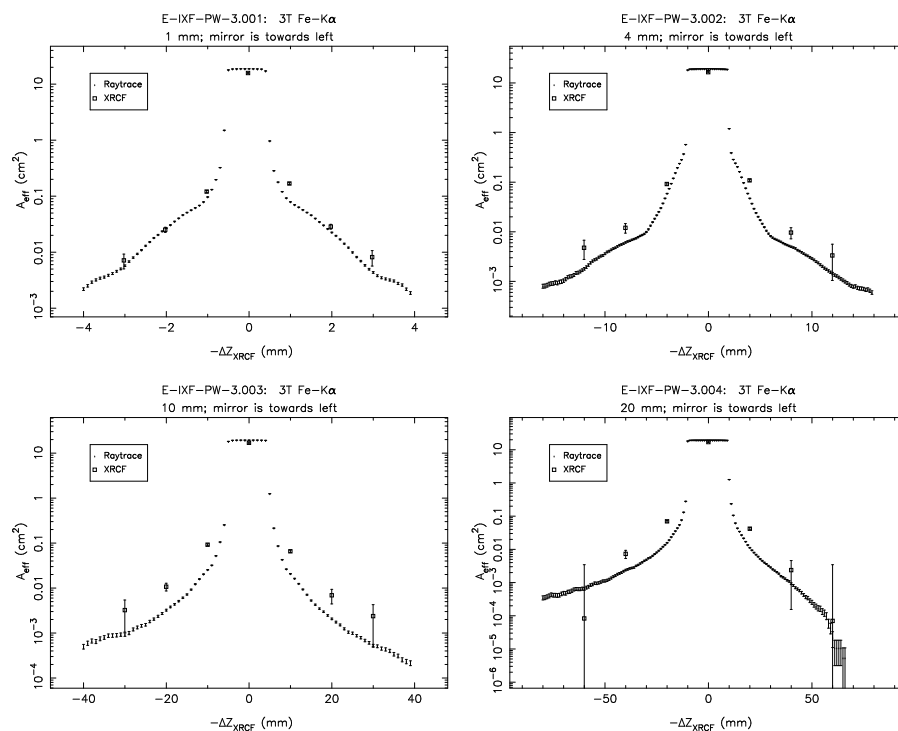 E-IXF-PW-3.001: 3T Fe-Kα
1 mm; mirror is towards left
A_eff (cm²)
10
1
0.1
0.01
10⁻³
Raytrace
XRCF
−4
−2
0
2
4
−ΔZ_XRCF (mm)
E-IXF-PW-3.002: 3T Fe-Kα
4 mm; mirror is towards left
A_eff (cm²)
10
1
0.1
0.01
10⁻³
Raytrace
XRCF
−10
0
10
−ΔZ_XRCF (mm)
E-IXF-PW-3.003: 3T Fe-Kα
10 mm; mirror is towards left
A_eff (cm²)
10
1
0.1
0.01
10⁻³
10⁻⁴
Raytrace
XRCF
−40
−20
0
20
40
−ΔZ_XRCF (mm)
E-IXF-PW-3.004: 3T Fe-Kα
20 mm; mirror is towards left
A_eff (cm²)
10
1
0.1
0.01
10⁻³
10⁻⁴
10⁻⁵
10⁻⁶
Raytrace
XRCF
−50
0
50
−ΔZ_XRCF (mm)